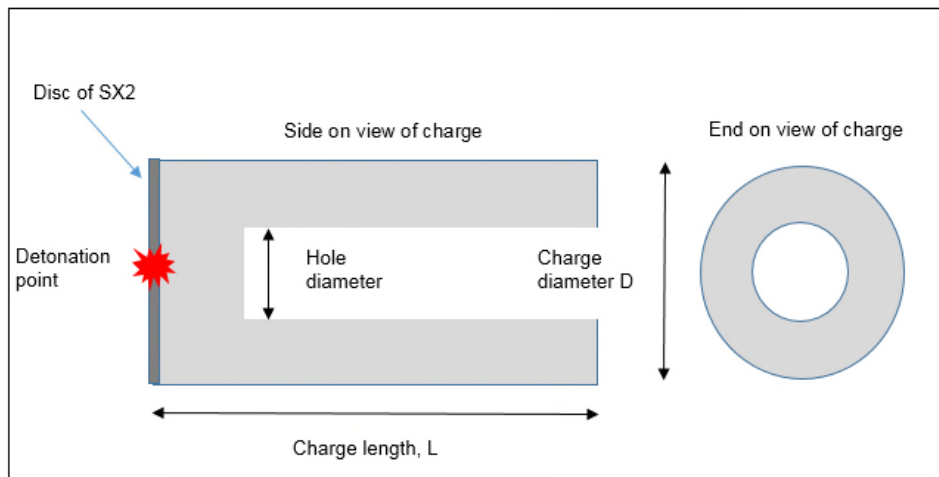 Disc of SX2
Side on view of charge
End on view of charge
Detonation
point
Hole
diameter
Charge
diameter D
Charge length, L